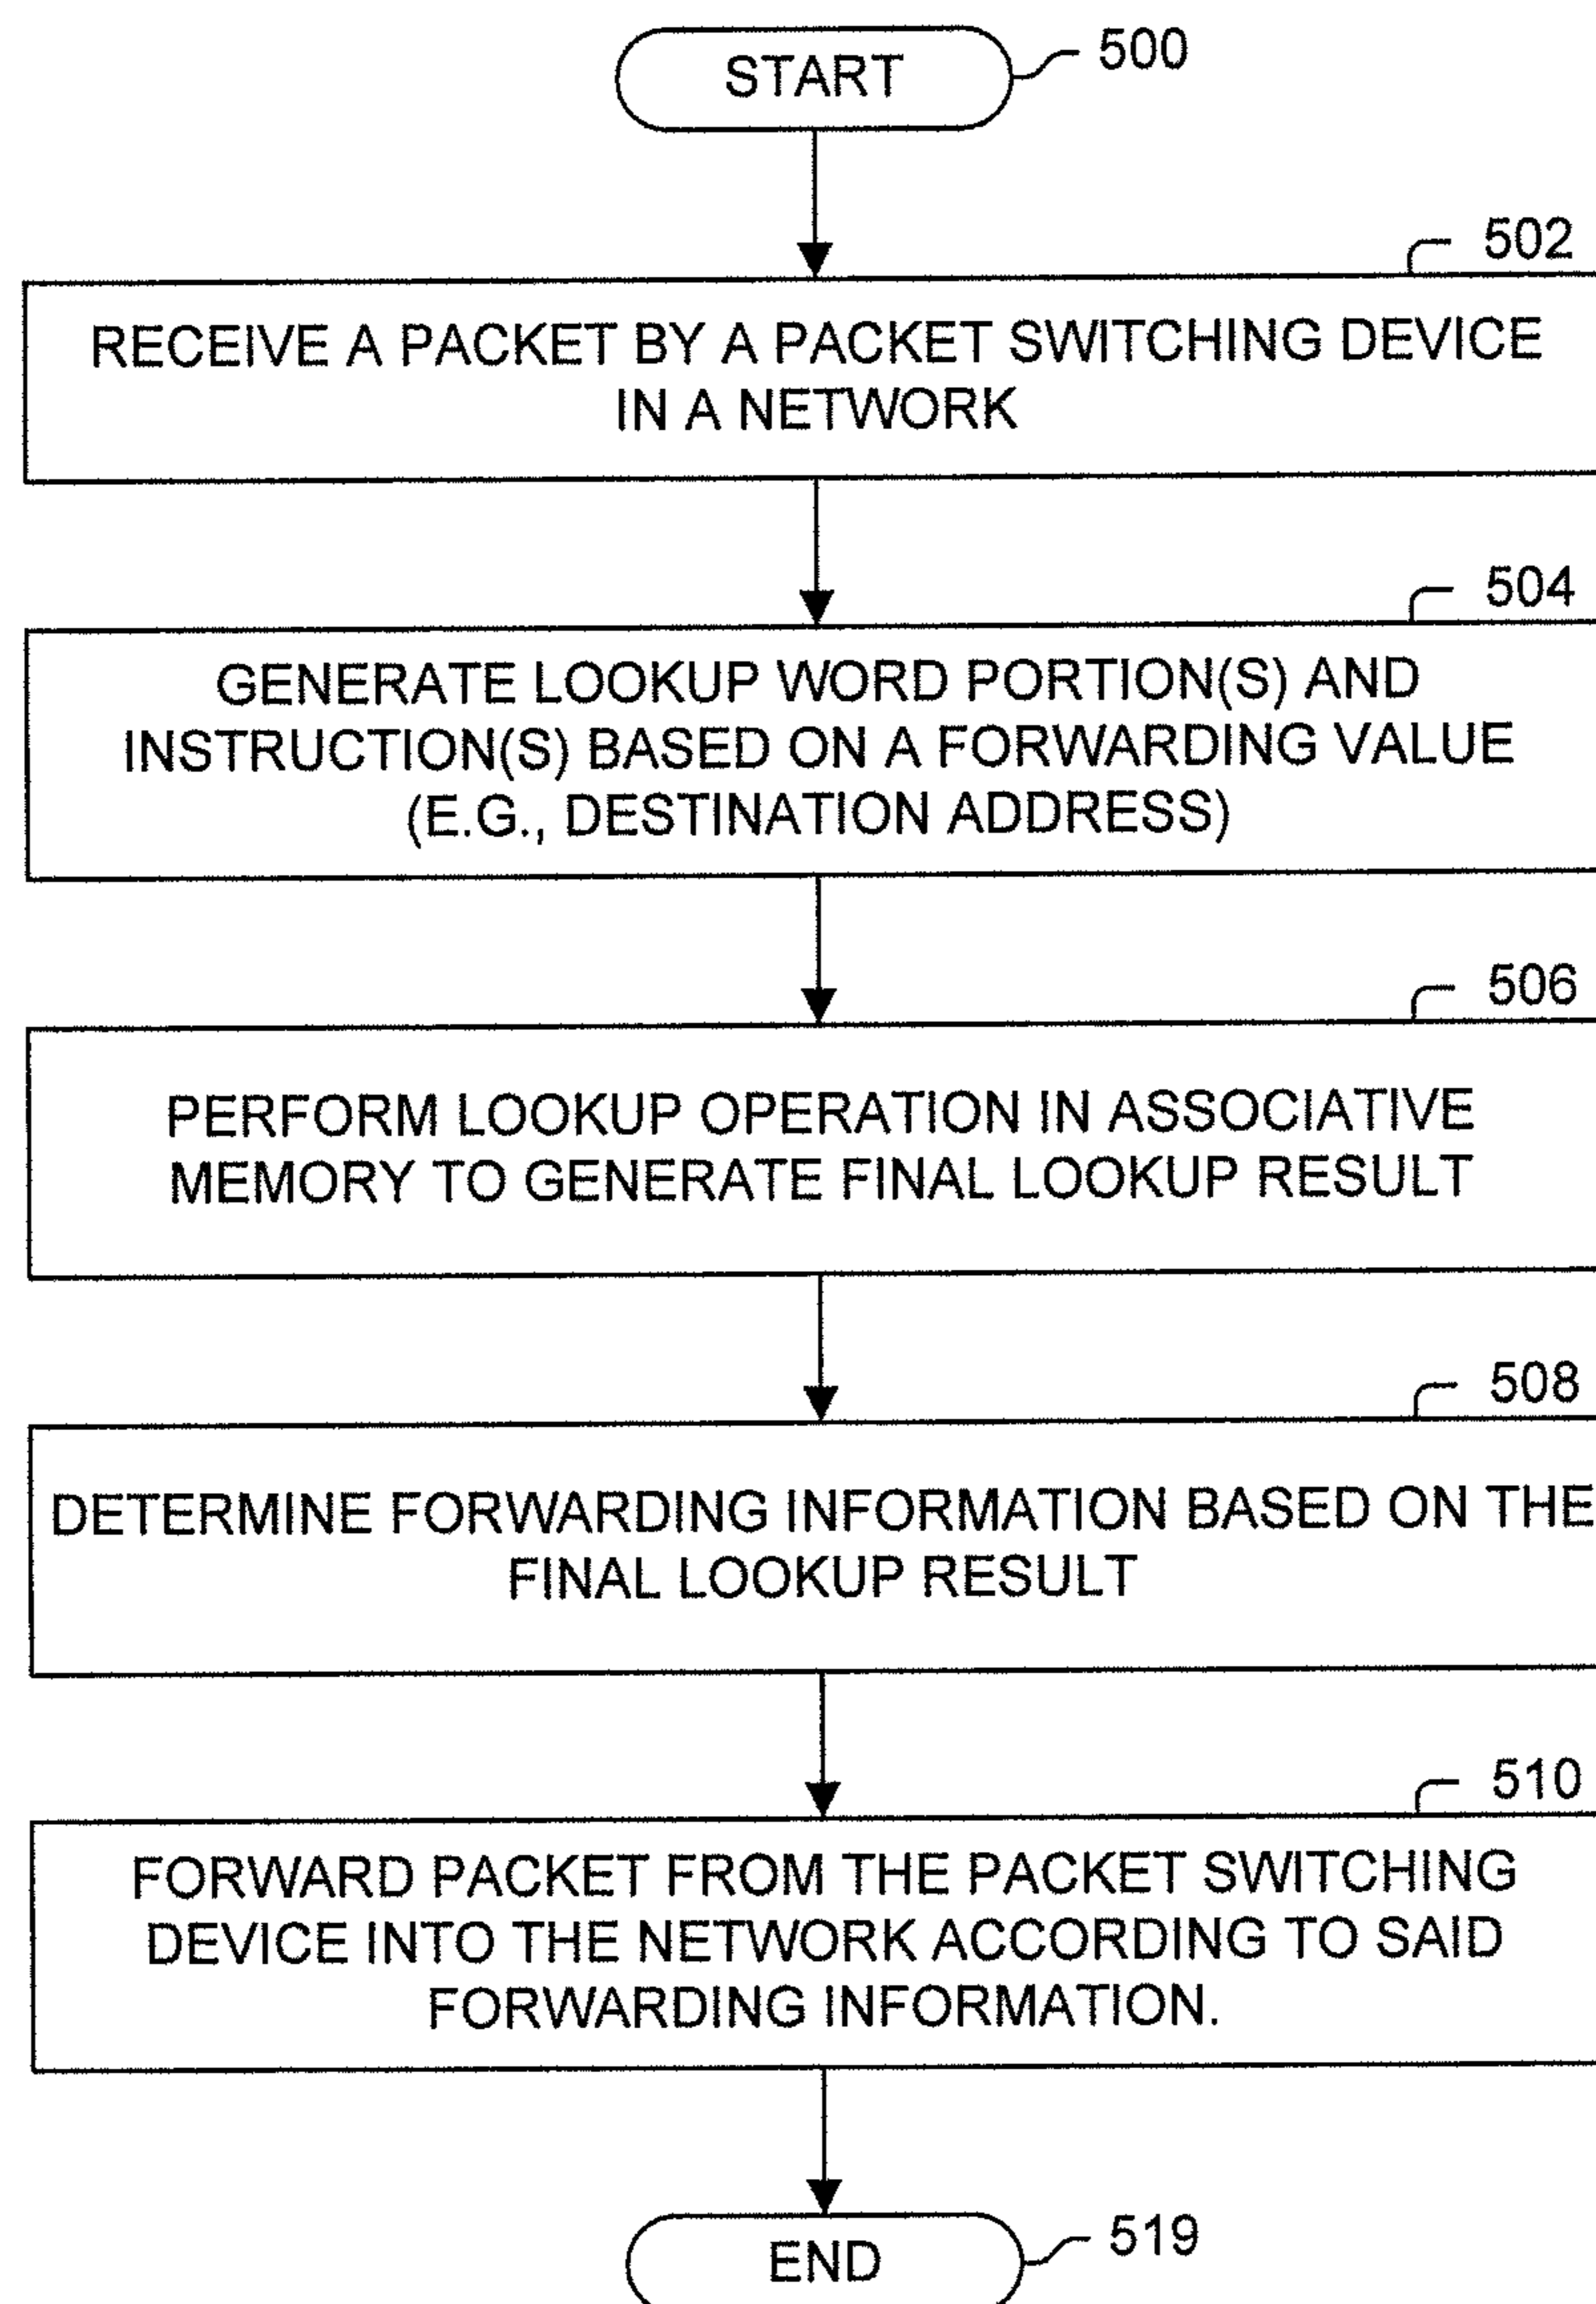 START
500
502
RECEIVE A PACKET BY A PACKET SWITCHING DEVICE
IN A NETWORK
504
GENERATE LOOKUP WORD PORTION(S) AND
INSTRUCTION(S) BASED ON A FORWARDING VALUE
(E.G., DESTINATION ADDRESS)
506
PERFORM LOOKUP OPERATION IN ASSOCIATIVE
MEMORY TO GENERATE FINAL LOOKUP RESULT
508
DETERMINE FORWARDING INFORMATION BASED ON THE
FINAL LOOKUP RESULT
510
FORWARD PACKET FROM THE PACKET SWITCHING
DEVICE INTO THE NETWORK ACCORDING TO SAID
FORWARDING INFORMATION.
END
519